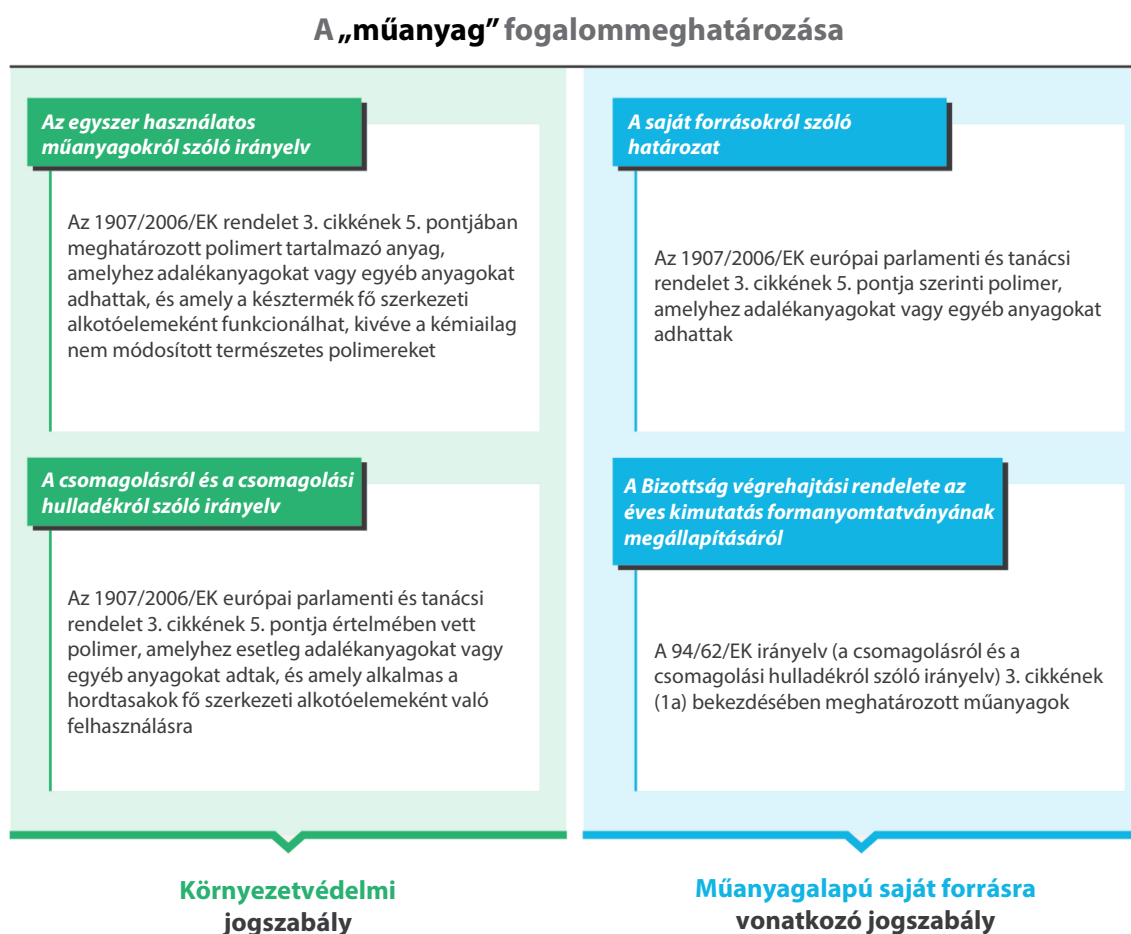 A „műanyag” fogalommeghatározása
Az egyszer használatos
műanyagokról szóló irányelv
Az 1907/2006/EK rendelet 3. cikkének 5. pontjában
meghatározott polimert tartalmazó anyag,
amelyhez adalékanyagokat vagy egyéb anyagokat
adhattak, és amely a késztermék fő szerkezeti
alkotóelemeként funkcionálhat, kivéve a kémiailag
nem módosított természetes polimereket
A csomagolásról és a csomagolási
hulladékról szóló irányelv
Az 1907/2006/EK európai parlamenti és tanácsi
rendelet 3. cikkének 5. pontja értelmében vett
polimer, amelyhez esetleg adalékanyagokat vagy
egyéb anyagokat adtak, és amely alkalmas a
hordtasakok fő szerkezeti alkotóelemeként való
felhasználásra
Környezetvédelmi
jogszabály
A saját forrásokról szóló
határozat
Az 1907/2006/EK európai parlamenti és tanácsi
rendelet 3. cikkének 5. pontja szerinti polimer,
amelyhez adalékanyagokat vagy egyéb anyagokat
adhattak
A Bizottság végrehajtási rendelete az
éves kimutatás formanyomtatványának
megállapításáról
A 94/62/EK irányelv (a csomagolásról és a
csomagolási hulladékról szóló irányelv) 3. cikkének
(1a) bekezdésében meghatározott műanyagok
Műanyagalapú saját forrásra
vonatkozó jogszabály